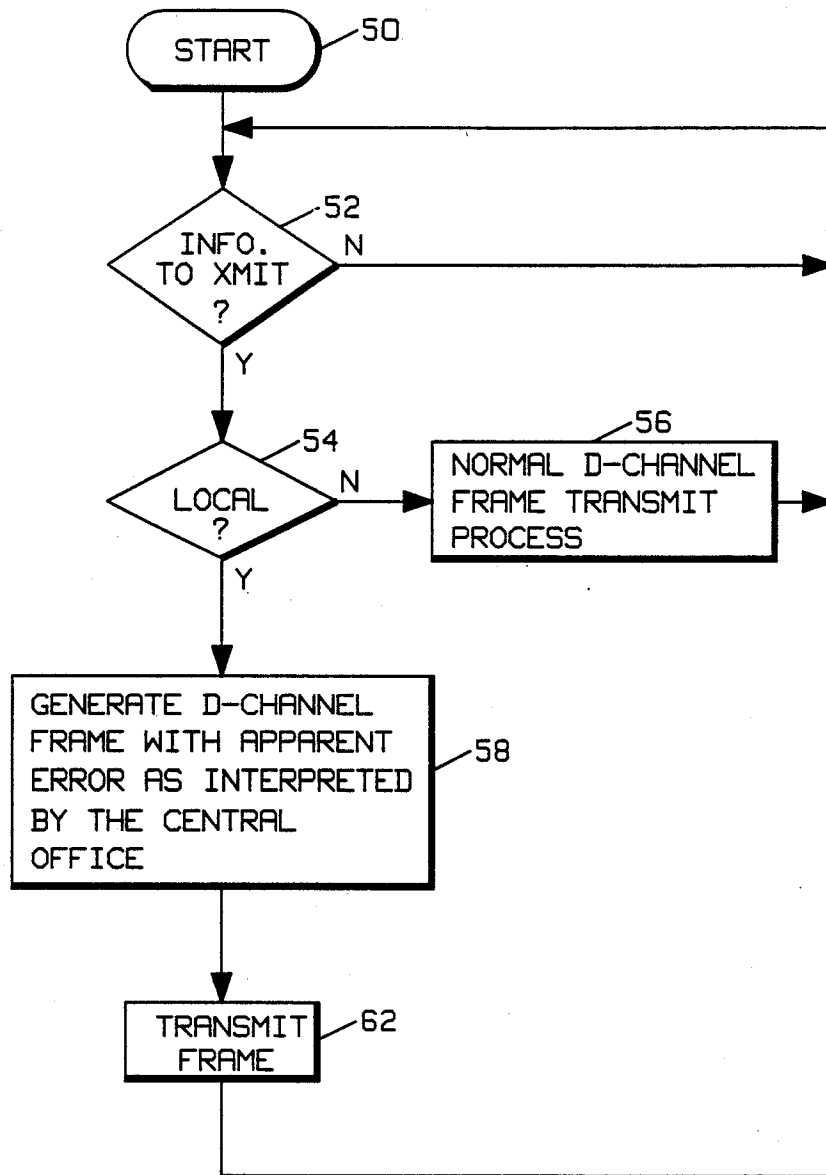 START
50
INFO.
TO XMIT
?
52
N
Y
LOCAL
?
54
N
Y
56
NORMAL D-CHANNEL
FRAME TRANSMIT
PROCESS
GENERATE D-CHANNEL
FRAME WITH APPARENT
ERROR AS INTERPRETED
BY THE CENTRAL
OFFICE
58
TRANSMIT
FRAME
62